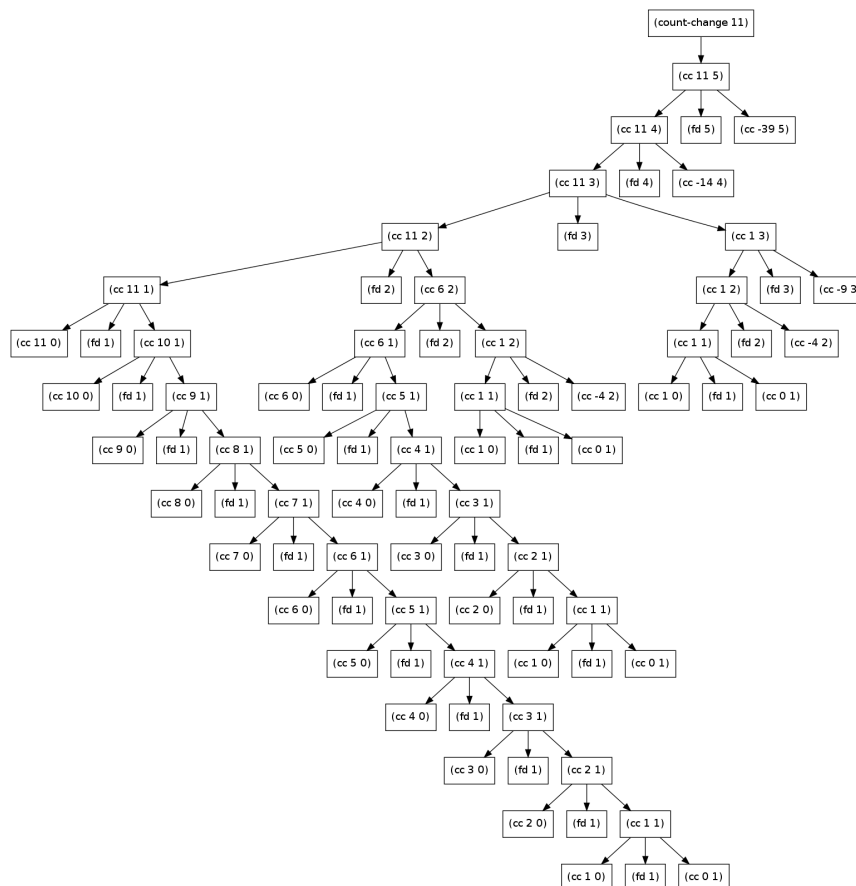 (count-change 11)
(cc 11 5)
(cc 11 4) (fd 5) (cc -39 5)
(cc 11 3) (fd 4) (cc -14 4)
(cc 11 2) (fd 3) (cc 1 3)
(cc 11 1) (fd 2) (cc 6 2) (cc 1 2) (fd 3) (cc -9 3
(cc 11 0) (fd 1) (cc 10 1) (cc 6 1) (fd 2) (cc 1 2) (cc 1 1) (fd 2) (cc -4 2)
(cc 10 0) (fd 1) (cc 9 1) (cc 6 0) (fd 1) (cc 5 1) (cc 1 1) (fd 2) (cc -4 2) (cc 1 0) (fd 1) (cc 0 1)
(cc 9 0) (fd 1) (cc 8 1) (cc 5 0) (fd 1) (cc 4 1) (cc 1 0) (fd 1) (cc 0 1)
(cc 8 0) (fd 1) (cc 7 1) (cc 4 0) (fd 1) (cc 3 1)
(cc 7 0) (fd 1) (cc 6 1) (cc 3 0) (fd 1) (cc 2 1)
(cc 6 0) (fd 1) (cc 5 1) (cc 2 0) (fd 1) (cc 1 1)
(cc 5 0) (fd 1) (cc 4 1) (cc 1 0) (fd 1) (cc 0 1)
(cc 4 0) (fd 1) (cc 3 1)
(cc 3 0) (fd 1) (cc 2 1)
(cc 2 0) (fd 1) (cc 1 1)
(cc 1 0) (fd 1) (cc 0 1)